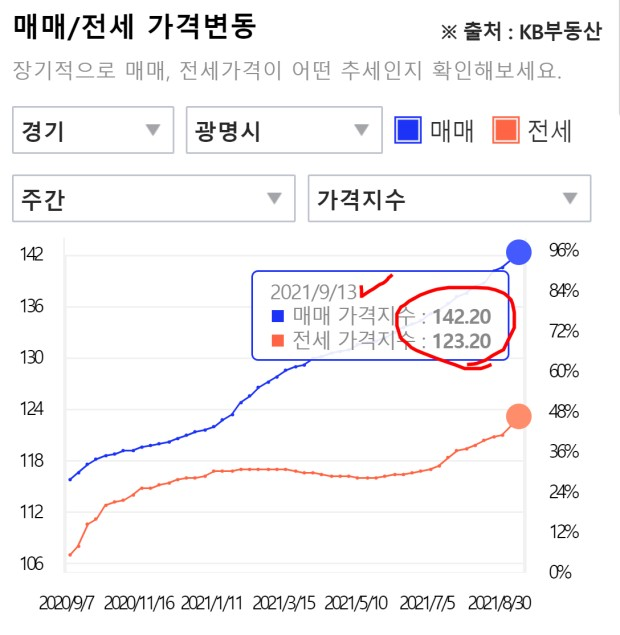 매매/전세 가격변동
※ 출처 : KB부동산
장기적으로 매매, 전세가격이 어떤 추세인지 확인해보세요.
경기 광명시 매매 전세
주간 가격지수
142 96%
2021/9/13 84%
136 매매 가격지수 : 142.20 72%
전세 가격지수 : 123.20
130 60%
124 48%
118 36%
24%
112 12%
106 0%
2020/9/7 2020/11/16 2021/1/11 2021/3/15 2021/5/10 2021/7/5 2021/8/30